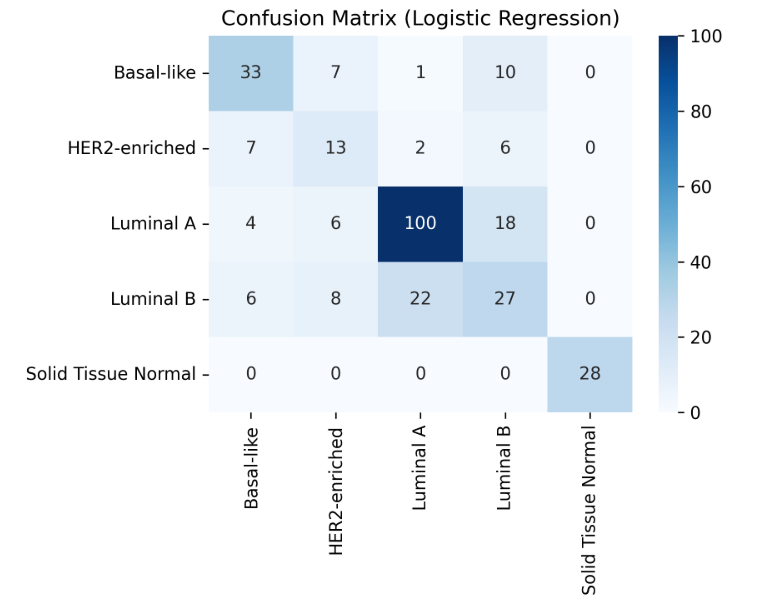 Confusion Matrix (Logistic Regression)
Basal-like 33 7 1 10 0
HER2-enriched 7 13 2 6 0
Luminal A 4 6 100 18 0
Luminal B 6 8 22 27 0
Solid Tissue Normal 0 0 0 0 28
Basal-like
HER2-enriched
Luminal A
Luminal B
Solid Tissue Normal
100
80
60
40
20
0